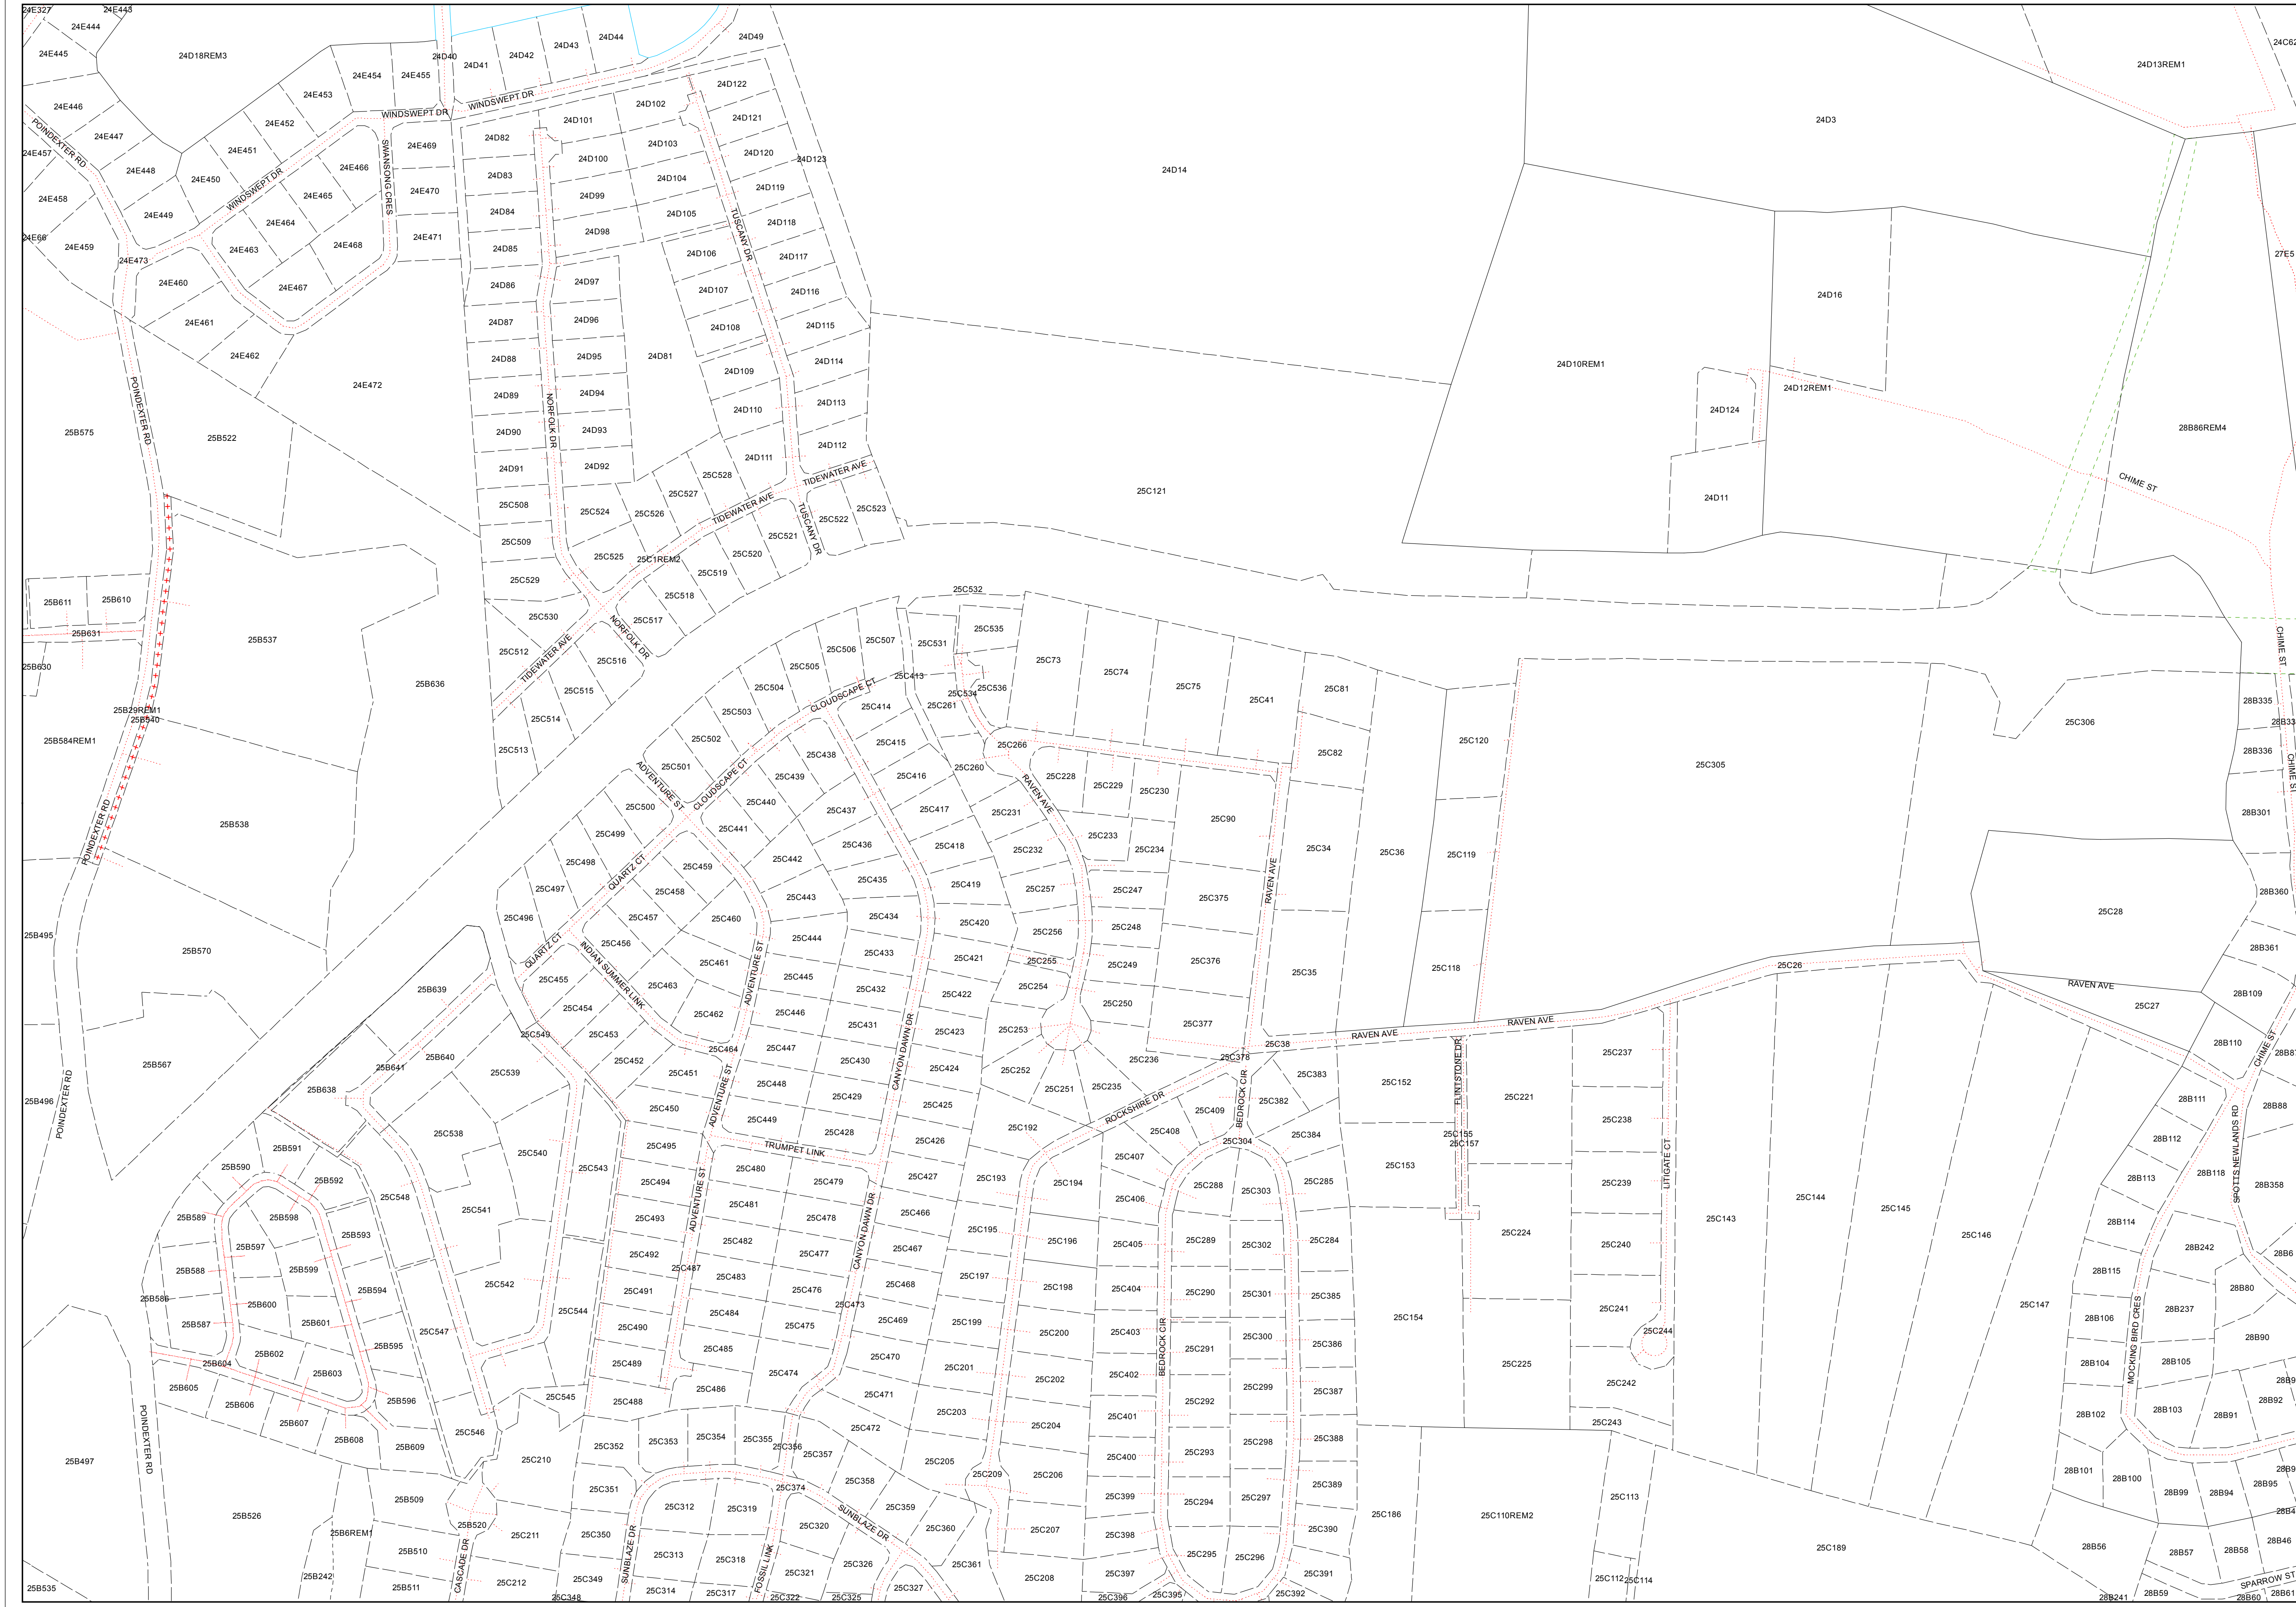 24E327
24E443
24E444
24E445
24D18REM3
24E454
24E455
24D40
24D41
24D42
24D43
24D44
24D49
24D13REM1
24C62
24E446
24E447
24E448
24E449
24E450
24E451
24E452
24E453
WINDSWEPT DR
WINDSWEPT DR
WINDSWEPT DR
POINDEXTER RD
24E457
24E458
24E459
24E66
24E473
24E460
24E461
24E462
24E463
24E464
24E465
24E466
24E467
24E468
SWANSONG CRES
24E469
24E470
24E471
24E472
24D82
24D83
24D84
24D85
24D86
24D87
24D88
24D89
24D90
24D91
24D101
24D100
24D99
24D98
24D97
24D96
24D95
24D94
24D93
24D92
NORFOLK DR
24D102
24D103
24D104
24D105
24D106
24D107
24D108
24D109
24D110
24D111
24D81
24D122
24D121
24D120
24D123
24D119
24D118
24D117
24D116
24D115
24D114
24D113
24D112
TUSCANY DR
24D14
24D3
24D16
24D10REM1
24D12REM1
24D124
24D11
27E5
28B86REM4
CHIME ST
POINDEXTER RD
25B575
25B522
25C508
25C509
25C524
25C525
25C526
25C527
25C528
25C529
25C530
25C1REM2
TIDEWATER AVE
TIDEWATER AVE
TIDEWATER AVE
TUSCANY DR
NORFOLK DR
25C522
25C523
25C521
25C520
25C519
25C518
25C517
25C516
25C515
25C514
25C513
25C512
25C121
25B611
25B610
25B631
25B630
25B537
25B636
25B29REM1
25B540
25B584REM1
25B538
POINDEXTER RD
25B495
25B570
25B567
25B496
POINDEXTER RD
25C532
25C531
25C535
25C507
25C506
25C505
25C504
25C503
25C502
25C501
25C500
25C499
25C498
25C497
25C496
25C413
25C534
25C536
25C261
25C414
25C415
25C416
25C417
25C418
25C419
25C420
25C421
25C422
25C423
25C424
25C425
25C426
25C427
CLOUDSCAPE CT
CLOUDSCAPE CT
ADVENTURE ST
QUARTZ CT
QUARTZ CT
INDIAN SUMMER LINK
25C438
25C439
25C440
25C441
25C442
25C443
25C444
25C445
25C446
25C447
25C448
25C449
25C437
25C436
25C435
25C434
25C433
25C432
25C431
25C430
25C429
25C428
25C459
25C458
25C457
25C456
25C455
25C454
25C453
25C452
25C451
25C450
25C460
25C461
25C462
25C463
25C464
ADVENTURE ST
ADVENTURE ST
ADVENTURE ST
CANYON DAWN DR
CANYON DAWN DR
TRUMPET LINK
25C73
25C74
25C75
25C41
25C81
25C82
25C266
25C260
25C228
25C229
25C230
25C231
25C232
25C233
25C234
RAVEN AVE
25C90
25C257
25C256
25C255
25C254
25C253
25C252
25C251
25C247
25C248
25C249
25C250
25C235
25C236
25C375
25C376
25C377
25C378
RAVEN AVE
25C34
25C35
25C36
25C38
25C120
25C119
25C118
25C305
25C306
25C28
25C26
25C27
RAVEN AVE
RAVEN AVE
RAVEN AVE
CHIME ST
CHIME ST
28B335
28B33
28B336
28B301
28B360
28B361
28B109
28B110
CHIME ST
28B87
28B88
28B111
28B112
28B113
28B114
28B115
28B118
28B106
28B104
28B102
28B101
28B100
28B358
28B242
28B6
28B80
28B237
28B90
28B105
28B103
28B91
28B92
28B9
28B9
28B95
28B94
28B99
28B4
28B46
28B56
28B57
28B58
28B59
28B60
28B61
28B241
SPOTTS NEWLANDS RD
MOCKING BIRD CRES
SPARROW ST
25B639
25B640
25B641
25B638
25C549
25C539
25C538
25C540
25C541
25C542
25C543
25C544
25C545
25C546
25C547
25C548
25B591
25B590
25B592
25B589
25B598
25B593
25B597
25B588
25B599
25B594
25B586
25B600
25B587
25B601
25B595
25B604
25B602
25B603
25B605
25B606
25B607
25B608
25B596
25B609
25B497
POINDEXTER RD
25B526
25B535
25B242
25B6REM1
25B509
25B510
25B511
25B520
CASCADE DR
25C210
25C211
25C212
25C495
25C494
25C493
25C492
25C491
25C490
25C489
25C488
25C487
25C480
25C481
25C482
25C483
25C484
25C485
25C486
25C479
25C478
25C477
25C476
25C475
25C474
25C473
25C466
25C467
25C468
25C469
25C470
25C471
25C472
25C352
25C353
25C354
25C355
25C356
25C357
25C358
25C359
25C360
25C361
25C351
25C350
25C349
25C348
25C312
25C313
25C314
25C319
25C318
25C317
25C374
25C320
25C321
25C322
25C325
25C326
25C327
SUNBLAZE DR
SUNBLAZE DR
FOSSIL LINK
25C192
25C193
25C194
25C195
25C196
25C197
25C198
25C199
25C200
25C201
25C202
25C203
25C204
25C205
25C206
25C207
25C208
25C209
ROCKSHIRE DR
BEDROCK CIR
BEDROCK CIR
25C409
25C408
25C407
25C406
25C405
25C404
25C403
25C402
25C401
25C400
25C399
25C398
25C397
25C396
25C395
25C304
25C288
25C289
25C290
25C291
25C292
25C293
25C294
25C295
25C303
25C302
25C301
25C300
25C299
25C298
25C297
25C296
25C382
25C383
25C384
25C285
25C284
25C385
25C386
25C387
25C388
25C389
25C390
25C391
25C392
25C152
25C153
25C154
25C155
25C157
FLINTSTONE DR
25C221
25C224
25C225
25C237
25C238
25C239
25C240
25C241
25C242
25C243
25C244
LITIGATE CT
25C143
25C144
25C145
25C146
25C147
25C186
25C110REM2
25C113
25C112
25C114
25C189